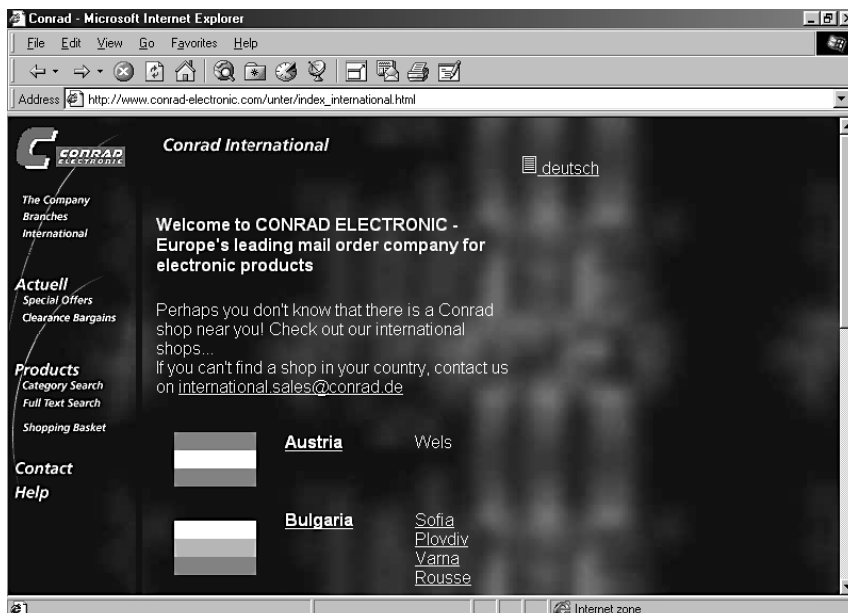 Conrad - Microsoft Internet Explorer
File Edit View Go Favorites Help
Address http://www.conrad-electronic.com/unter/index_international.html
CONRAD
ELECTRONIC
Conrad International
deutsch
The Company
Branches
International
Welcome to CONRAD ELECTRONIC -
Europe's leading mail order company for
electronic products
Actuell
Special Offers
Clearance Bargains
Perhaps you don't know that there is a Conrad
shop near you! Check out our international
shops...
If you can't find a shop in your country, contact us
on international.sales@conrad.de
Products
Category Search
Full Text Search
Shopping Basket
Contact
Help
Austria Wels
Bulgaria Sofia
Plovdiv
Varna
Rousse
Internet zone